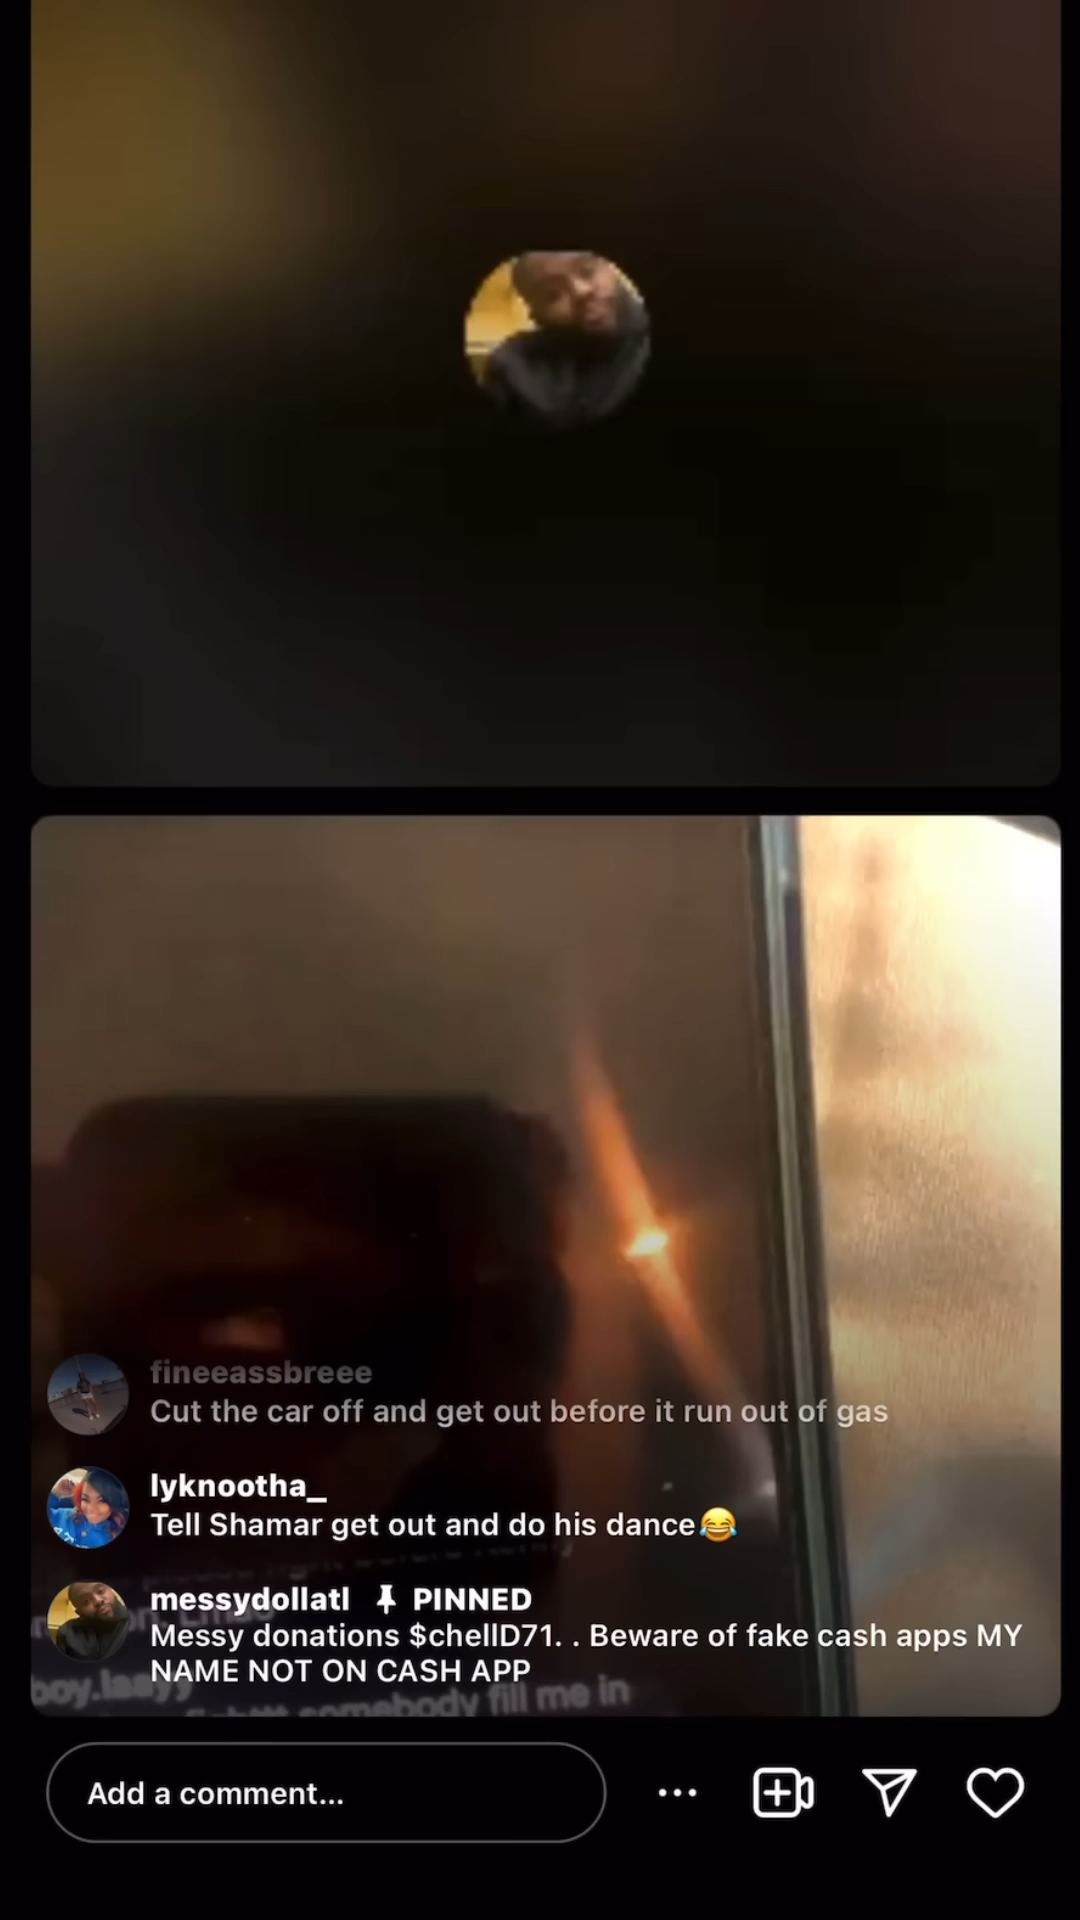 fineeassbreee
Cut the car off and get out before it run out of gas
lyknootha_
Tell Shamar get out and do his dance😂
messydollatl PINNED
Messy donations $chellD71. . Beware of fake cash apps MY
NAME NOT ON CASH APP
boy.laayy
somebody fill me in
Add a comment...